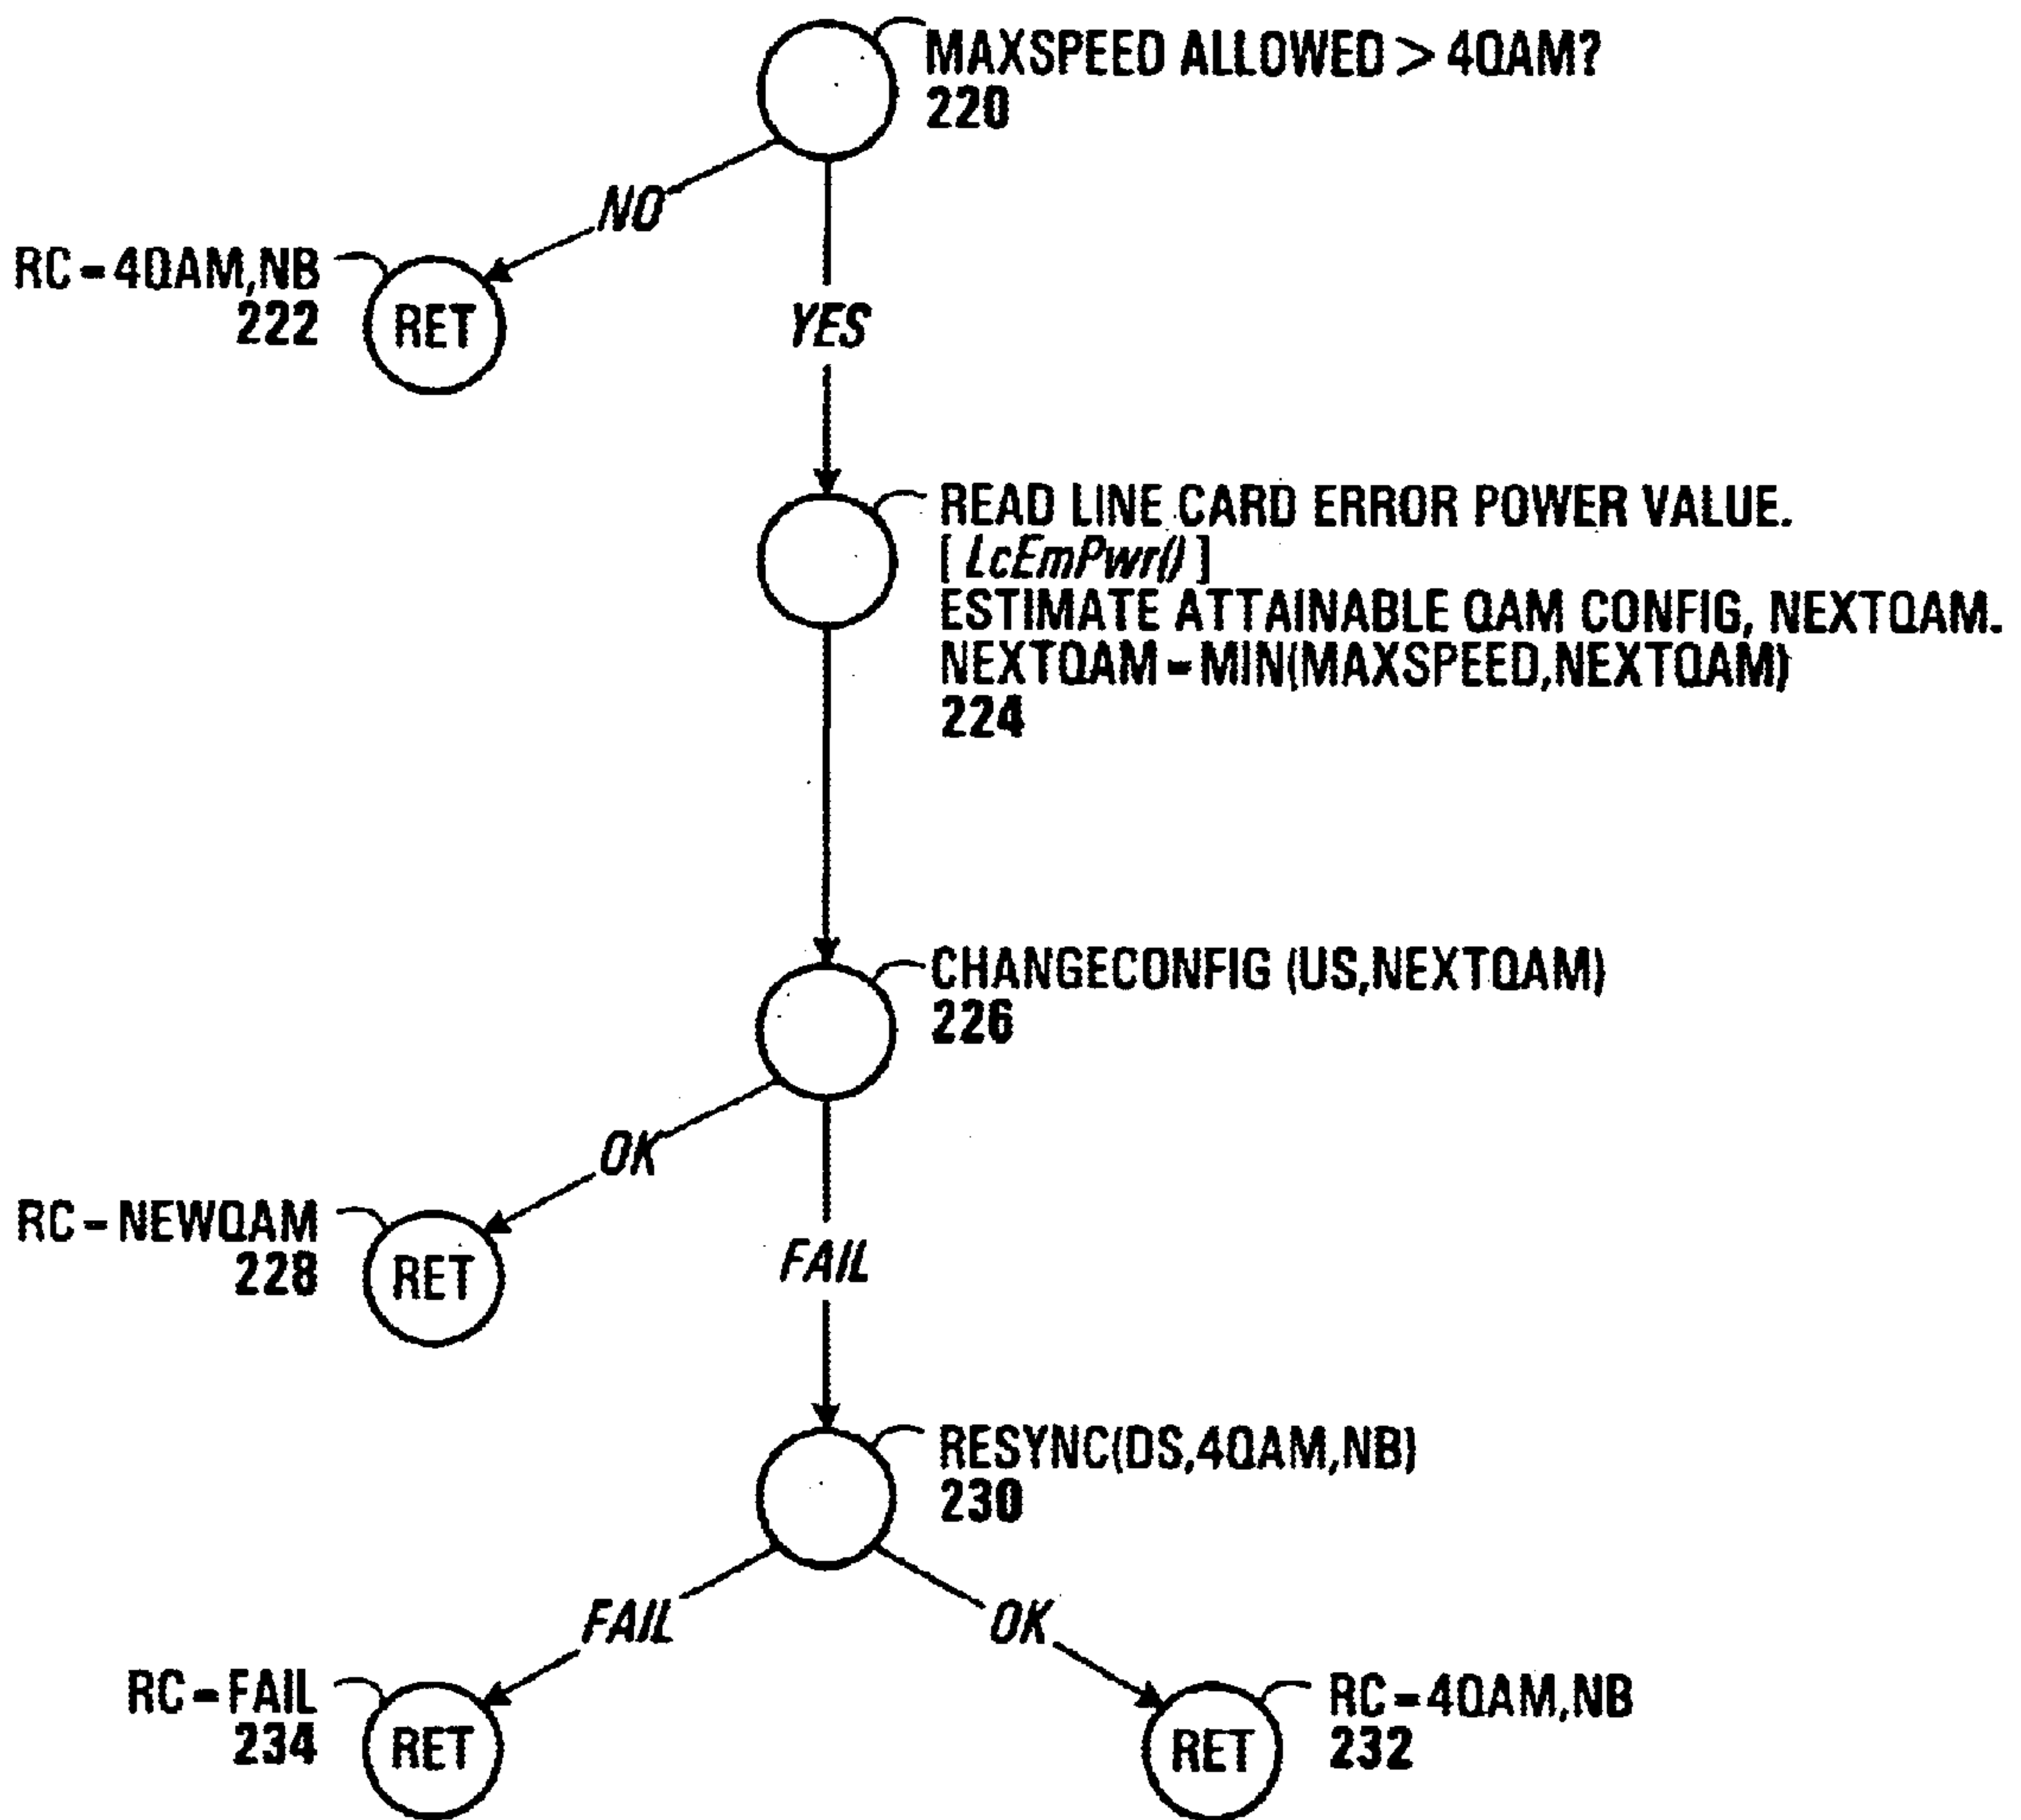 MAXSPEED ALLOWED > 4QAM?
220
NO
RC=4QAM,NB
222
RET
YES
READ LINE CARD ERROR POWER VALUE.
[ LcEmPwr() ]
ESTIMATE ATTAINABLE QAM CONFIG, NEXTQAM.
NEXTQAM=MIN(MAXSPEED,NEXTQAM)
224
CHANGECONFIG (US,NEXTQAM)
226
OK
RC=NEWQAM
228
RET
FAIL
RESYNC(DS,4QAM,NB)
230
FAIL
OK
RC=FAIL
234
RET
RET
RC=4QAM,NB
232